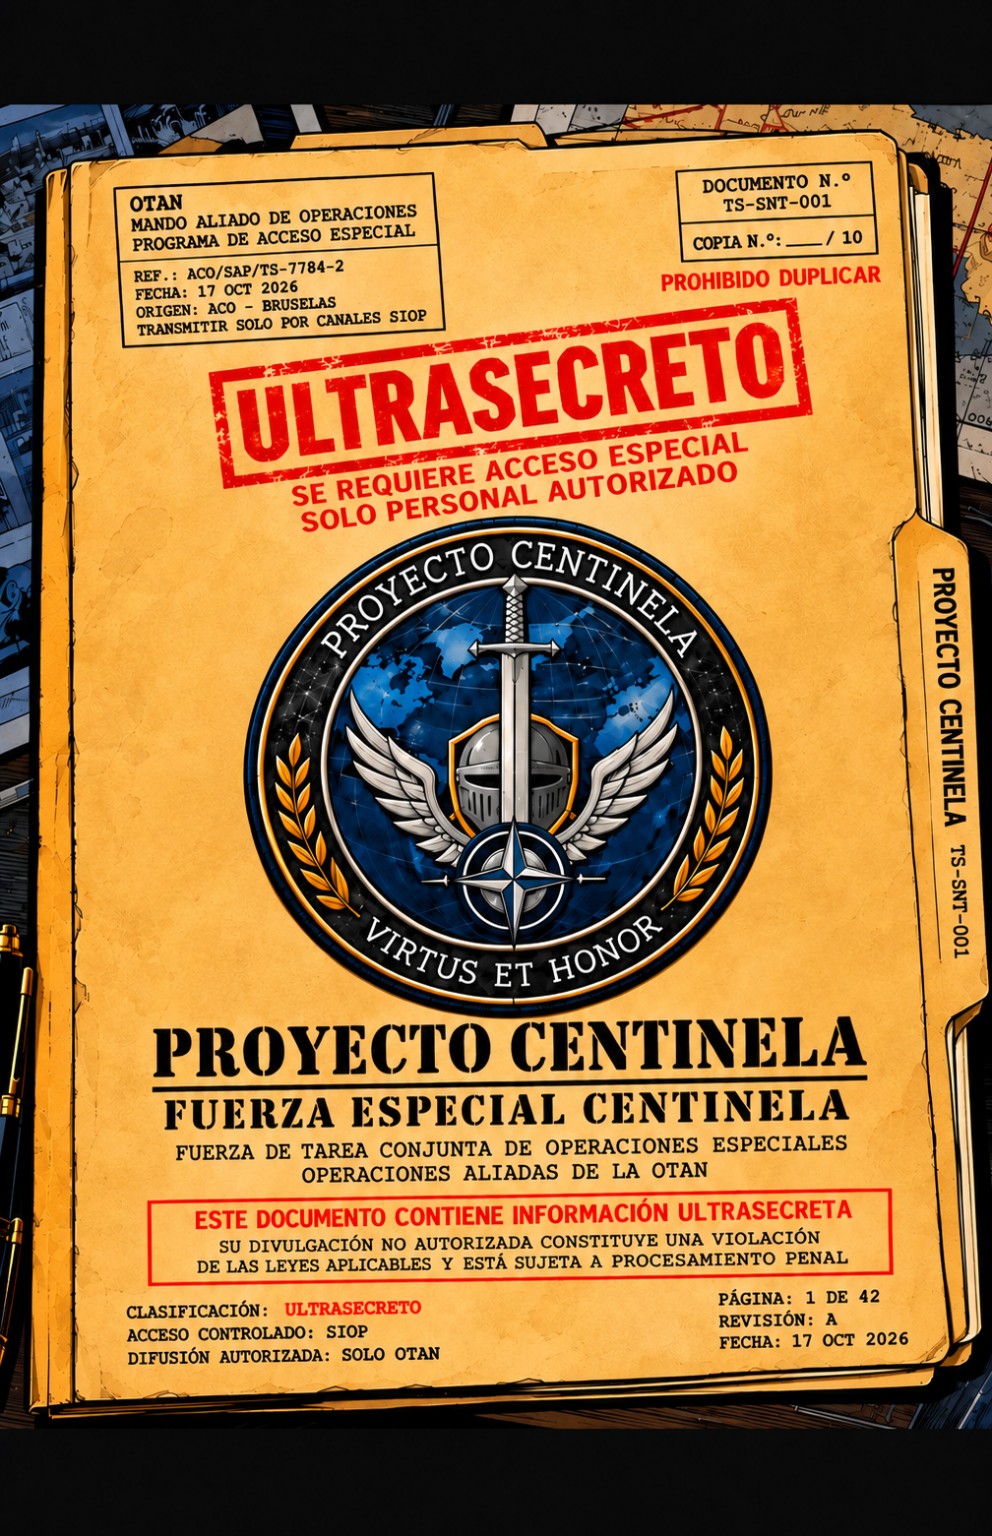 OTAN
MANDO ALIADO DE OPERACIONES
PROGRAMA DE ACCESO ESPECIAL
REF.: ACO/SAP/TS-7784-2
FECHA: 17 OCT 2026
ORIGEN: ACO - BRUSELAS
TRANSMITIR SOLO POR CANALES SIOP
DOCUMENTO N.º
TS-SNT-001
COPIA N.º: ____ / 10
PROHIBIDO DUPLICAR
ULTRASECRETO
SE REQUIERE ACCESO ESPECIAL
SOLO PERSONAL AUTORIZADO
PROYECTO CENTINELA
VIRTUS ET HONOR
PROYECTO CENTINELA TS-SNT-001
PROYECTO CENTINELA
FUERZA ESPECIAL CENTINELA
FUERZA DE TAREA CONJUNTA DE OPERACIONES ESPECIALES
OPERACIONES ALIADAS DE LA OTAN
ESTE DOCUMENTO CONTIENE INFORMACIÓN ULTRASECRETA
SU DIVULGACIÓN NO AUTORIZADA CONSTITUYE UNA VIOLACIÓN
DE LAS LEYES APLICABLES Y ESTÁ SUJETA A PROCESAMIENTO PENAL
CLASIFICACIÓN: ULTRASECRETO
ACCESO CONTROLADO: SIOP
DIFUSIÓN AUTORIZADA: SOLO OTAN
PÁGINA: 1 DE 42
REVISIÓN: A
FECHA: 17 OCT 2026